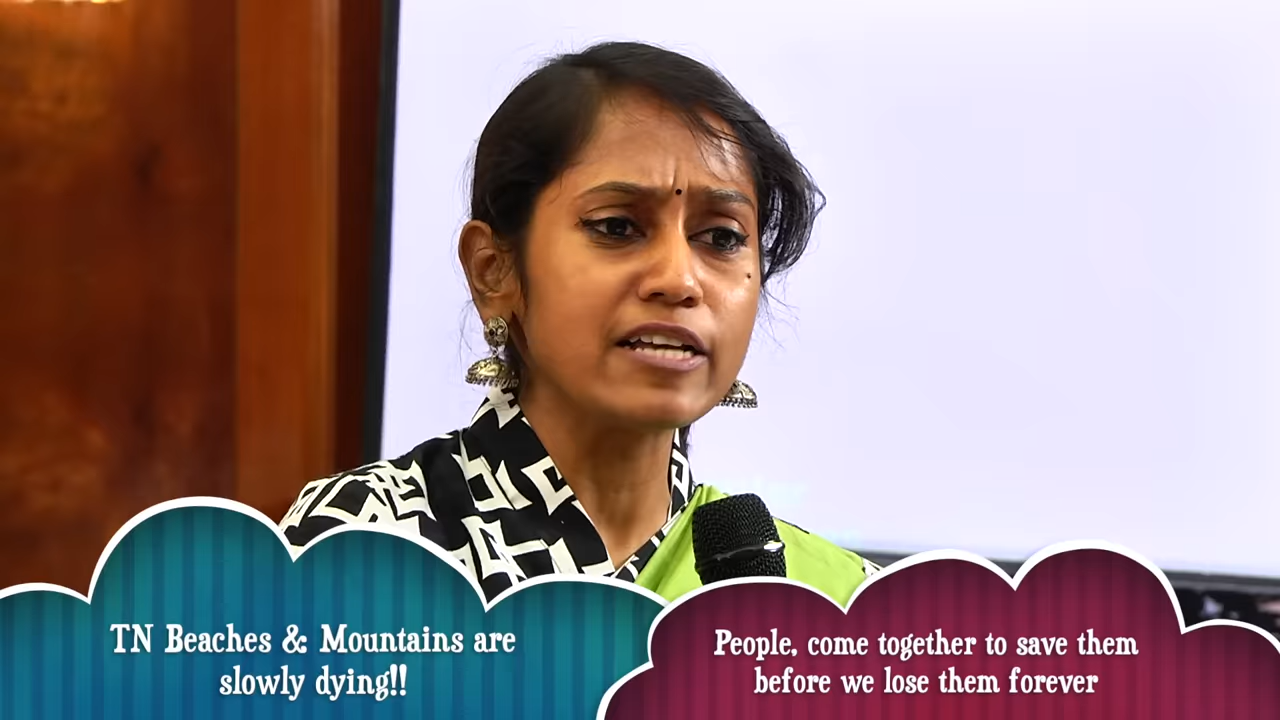 TN Beaches & Mountains are
slowly dying!!
People, come together to save them
before we lose them forever